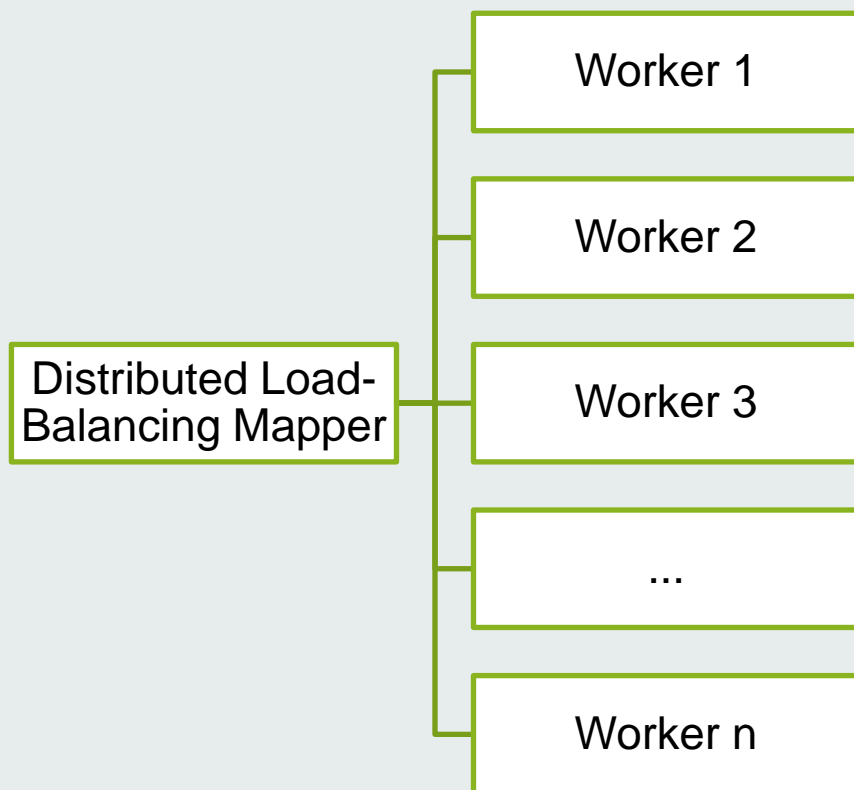 Worker 1
Worker 2
Distributed Load-
Balancing Mapper
Worker 3
...
Worker n